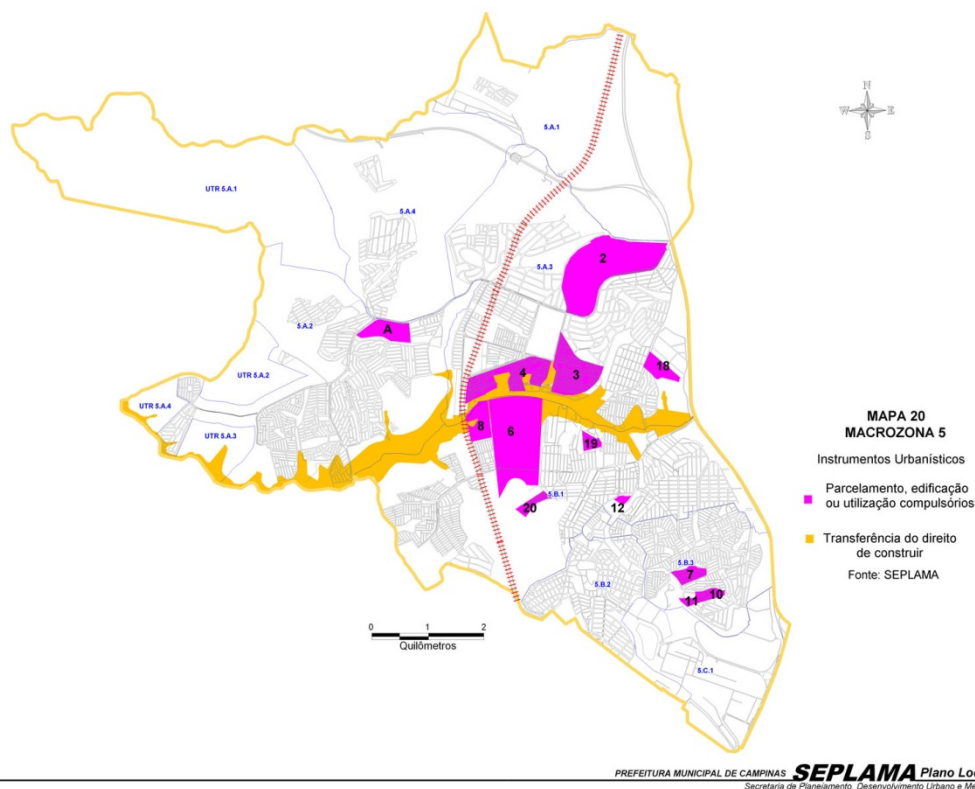 N
W E
S
5.A.1
UTR 5.A.1
5.A.4
2
5.A.3
5.A.2
A
18
4
3
UTR 5.A.2
UTR 5.A.4
UTR 5.A.3
8
6
19
5.B.1
20
12
5.B.3
7
5.B.2
11
10
5.C.1
MAPA 20
MACROZONA 5
Instrumentos Urbanísticos
Parcelamento, edificação
ou utilização compulsórios
Transferência do direito
de construir
Fonte: SEPLAMA
0 1 2
Quilômetros
PREFEITURA MUNICIPAL DE CAMPINAS SEPLAMA Plano Loc
Secretaria de Planejamento, Desenvolvimento Urbano e Me